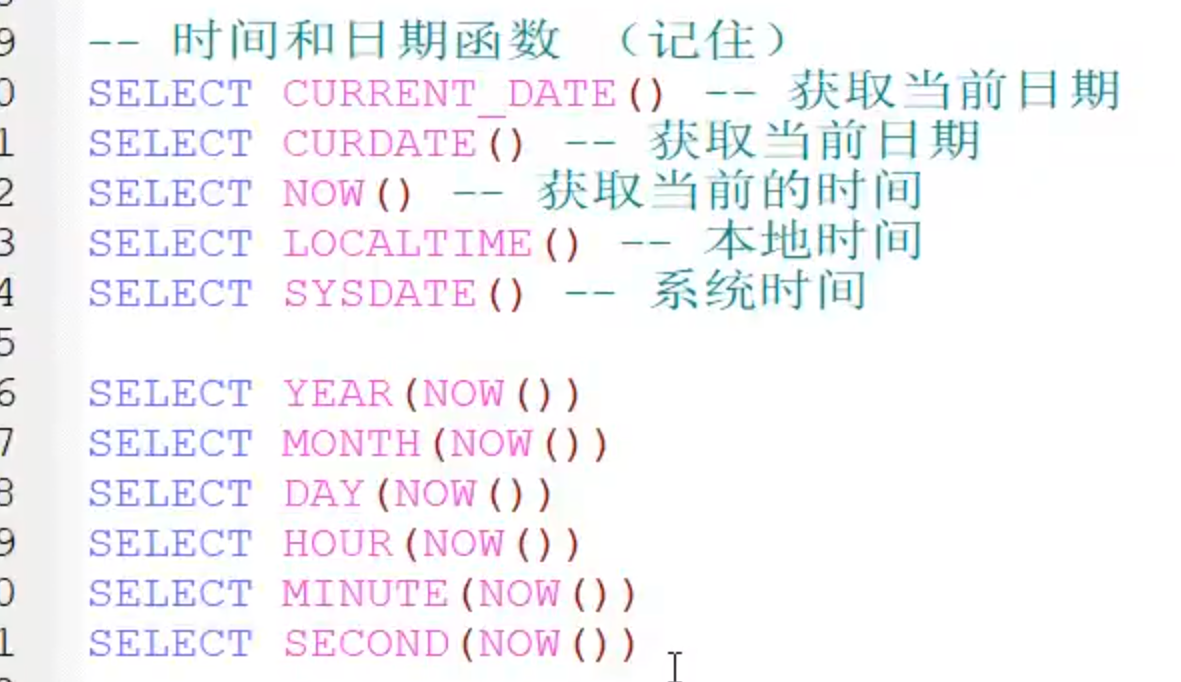 9 -- 时间和日期函数 （记住）
0 SELECT CURRENT_DATE() -- 获取当前日期
1 SELECT CURDATE() -- 获取当前日期
2 SELECT NOW() -- 获取当前的时间
3 SELECT LOCALTIME() -- 本地时间
4 SELECT SYSDATE() -- 系统时间
5
6 SELECT YEAR(NOW())
7 SELECT MONTH(NOW())
8 SELECT DAY(NOW())
9 SELECT HOUR(NOW())
0 SELECT MINUTE(NOW())
1 SELECT SECOND(NOW())